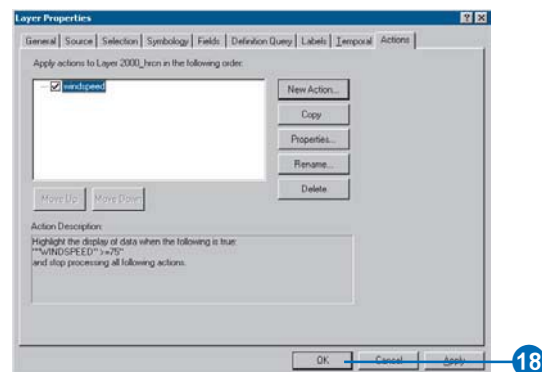 Layer Properties
General Source Selection Symbology Fields Definition Query Labels Temporal Actions
Apply actions to Layer 2000_hrcn in the following order:
windspeed
New Action...
Copy
Properties...
Rename...
Delete
Move Up Move Down
Action Description:
Highlight the display of data when the following is true:
""WINDSPEED" >=75"
and stop processing all following actions.
OK Cancel Apply
18